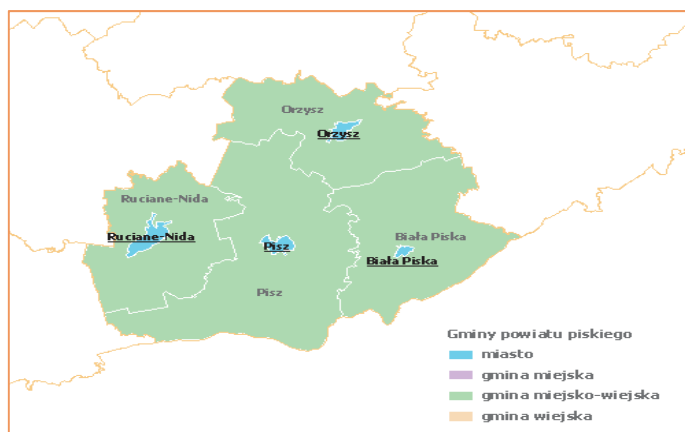 Orzysz
Orzysz
Ruciane-Nida
Ruciane-Nida
Biała Piska
Pisz
Biała Piska
Pisz
Gminy powiatu piskiego
miasto
gmina miejska
gmina miejsko-wiejska
gmina wiejska